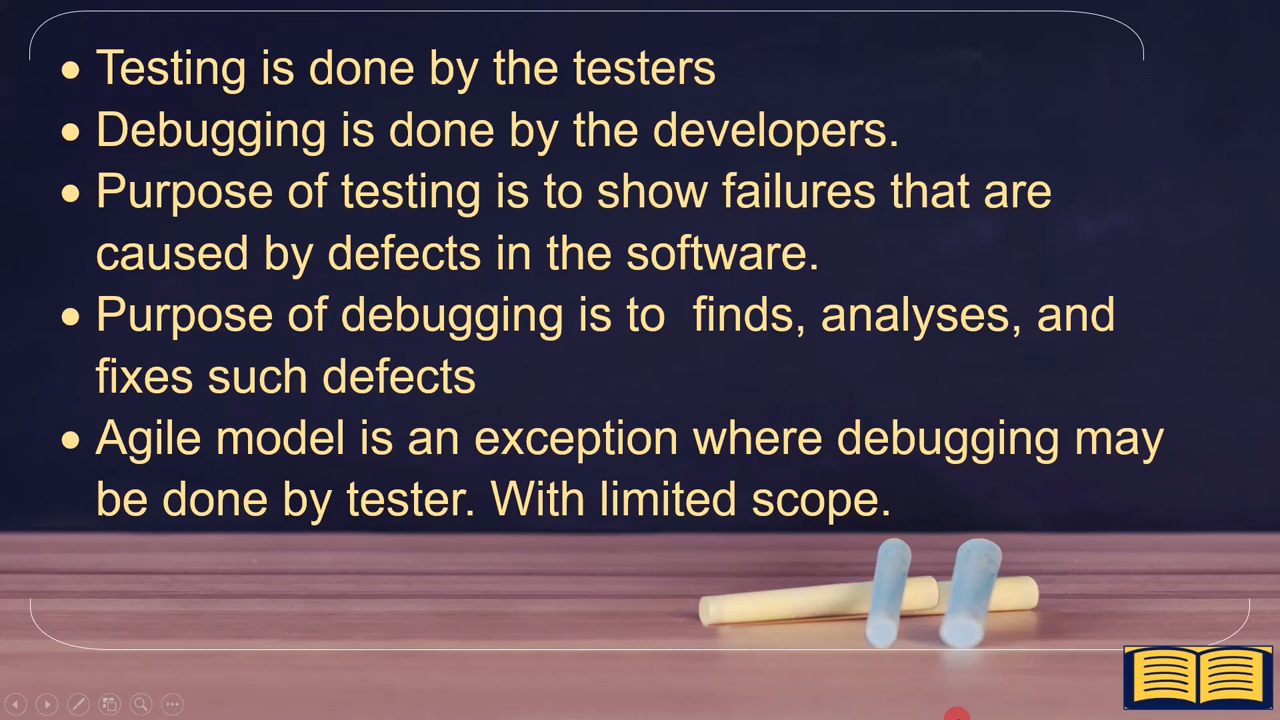 • Testing is done by the testers
• Debugging is done by the developers.
• Purpose of testing is to show failures that are
caused by defects in the software.
• Purpose of debugging is to  finds, analyses, and
fixes such defects
• Agile model is an exception where debugging may
be done by tester. With limited scope.